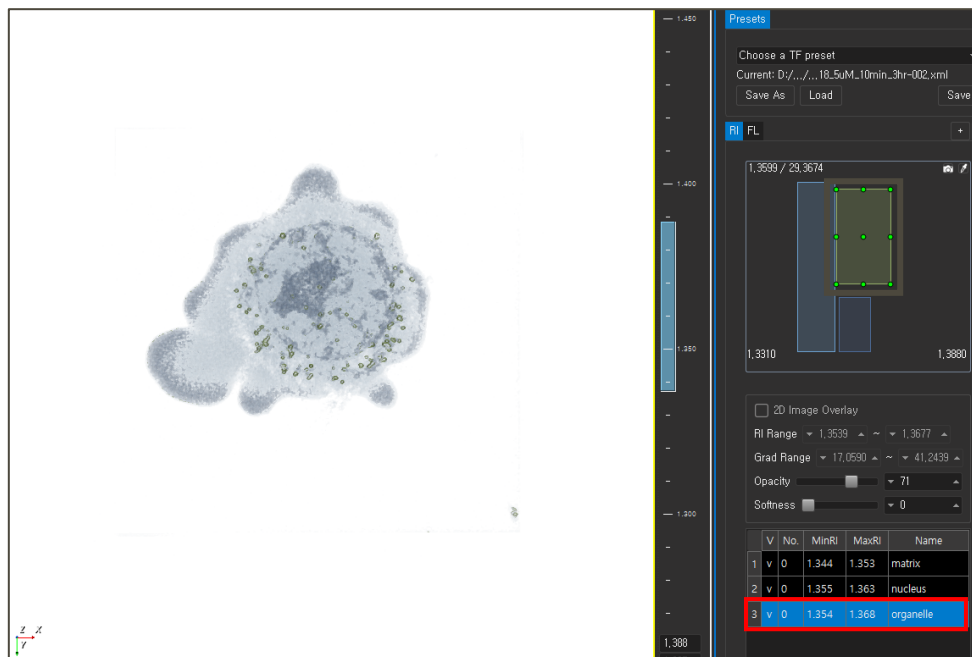 1.450
1.400
1.350
1.300
1,388
Z X
Y
Presets
Choose a TF preset
Current: D:/.../...18_5uM_10min_3hr-002.xml
Save As Load Save
RI FL +
1,3599 / 29,3674
1,3310 1,3880
2D Image Overlay
RI Range 1,3539 ~ 1,3677
Grad Range 17,0590 ~ 41,2439
Opacity 71
Softness 0
V No. MinRI MaxRI Name
1 v 0 1.344 1.353 matrix
2 v 0 1.355 1.363 nucleus
3 v 0 1.354 1.368 organelle